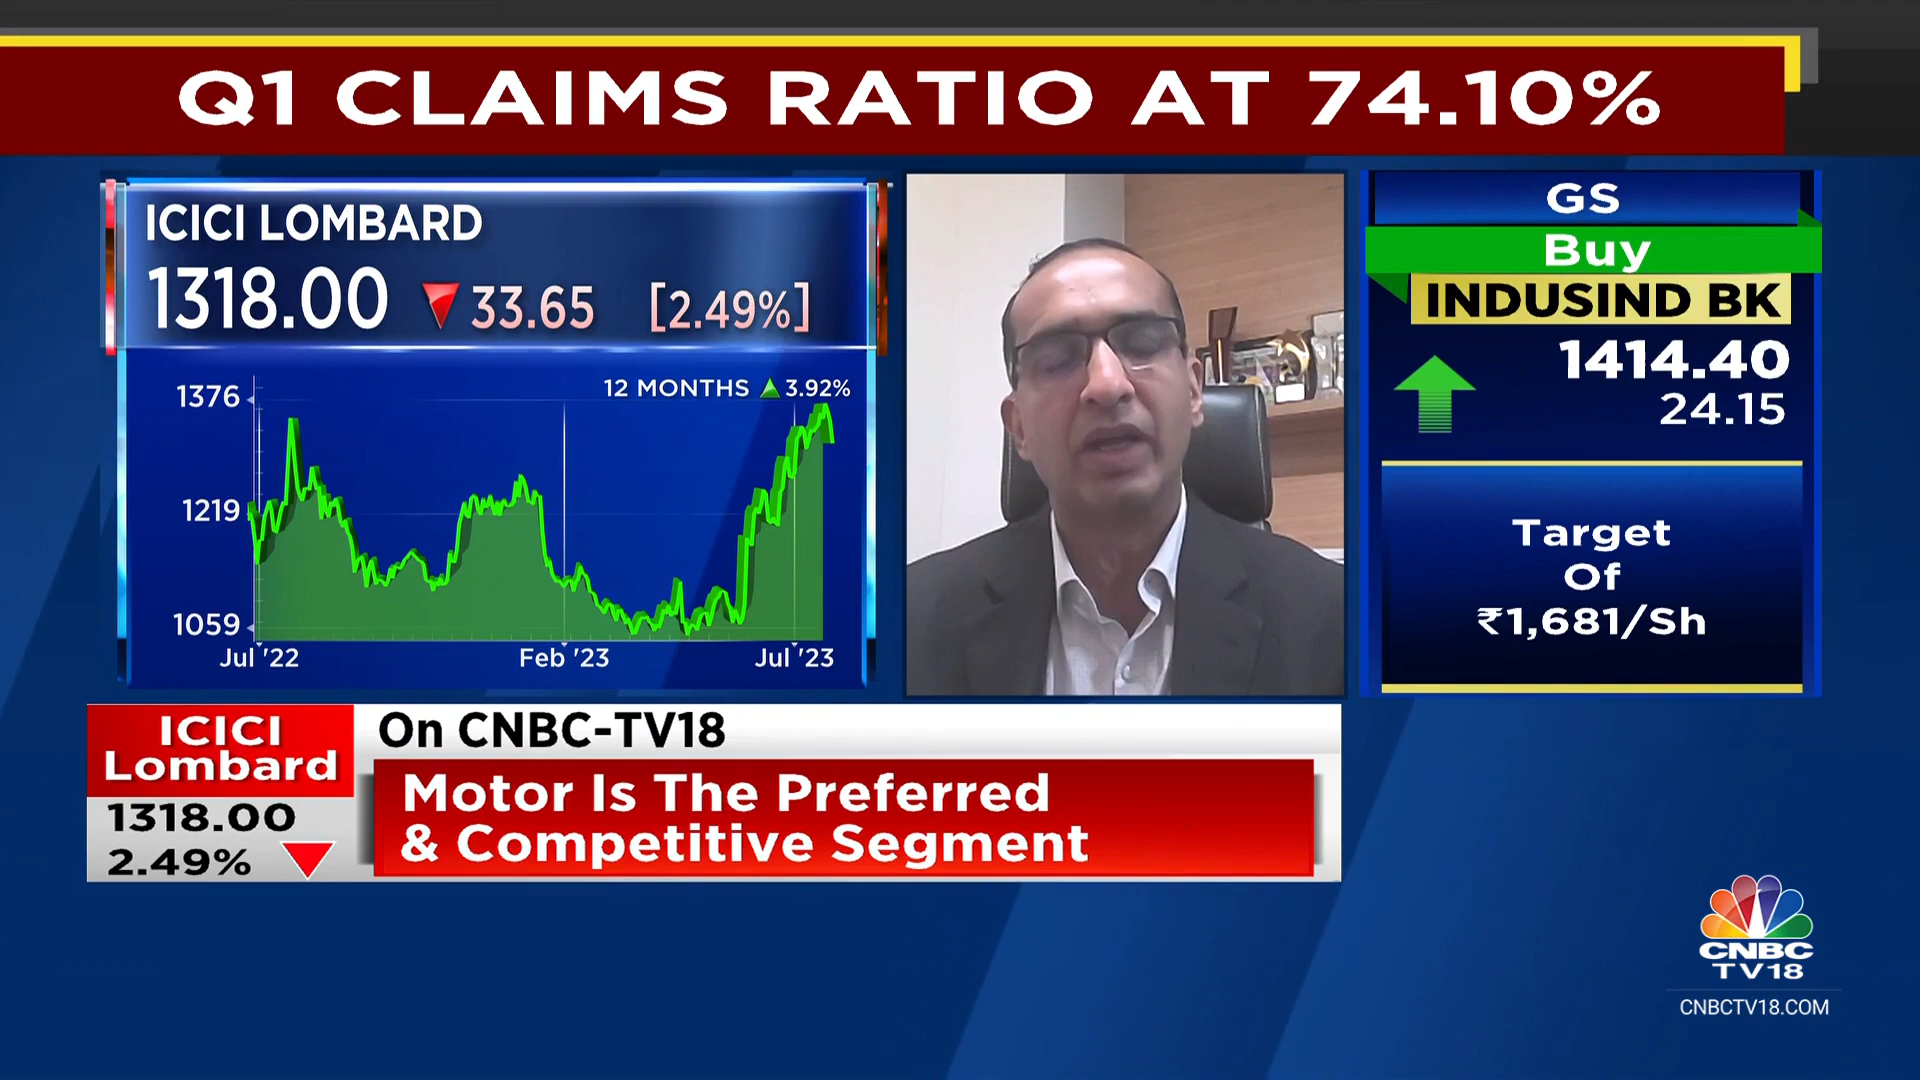 Q1 CLAIMS RATIO AT 74.10%
ICICI LOMBARD
1318.00 ▼ 33.65 [2.49%]
12 MONTHS ▲ 3.92%
1376
1219
1059
Jul '22 Feb '23 Jul '23
GS
Buy
INDUSIND BK
1414.40
24.15
Target
Of
₹1,681/Sh
ICICI
Lombard
1318.00
2.49%
On CNBC-TV18
Motor Is The Preferred
& Competitive Segment
CNBC
TV18
CNBCTV18.COM